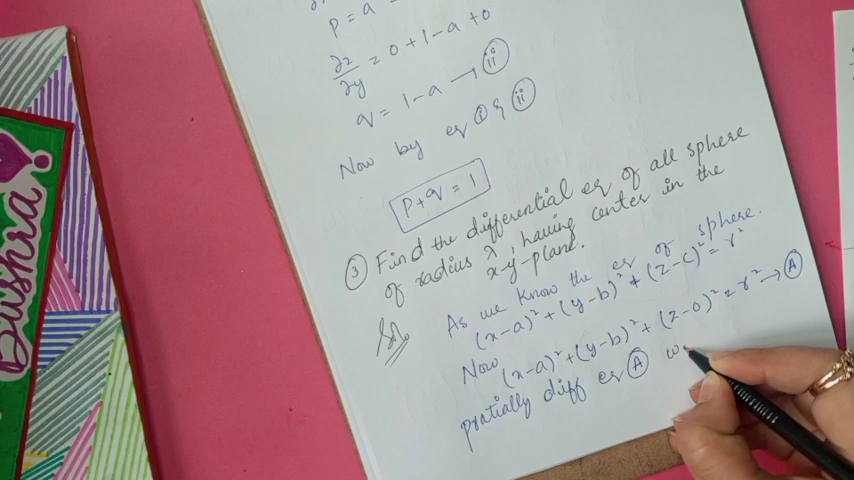 p = a
∂z/∂y = 0 + 1 - a + 0
q = 1 - a → (ii)
Now by eq (i) & (ii)
p + q = 1
(3) Find the differential eq of all sphere
of radius λ, having center in the
x-y-plane.
Sol.
As we know the eq of sphere.
(x-a)² + (y-b)² + (z-c)² = r²
Now
(x-a)² + (y-b)² + (z-0)² = r² → (A)
pratially diff eq (A) w
Bushra